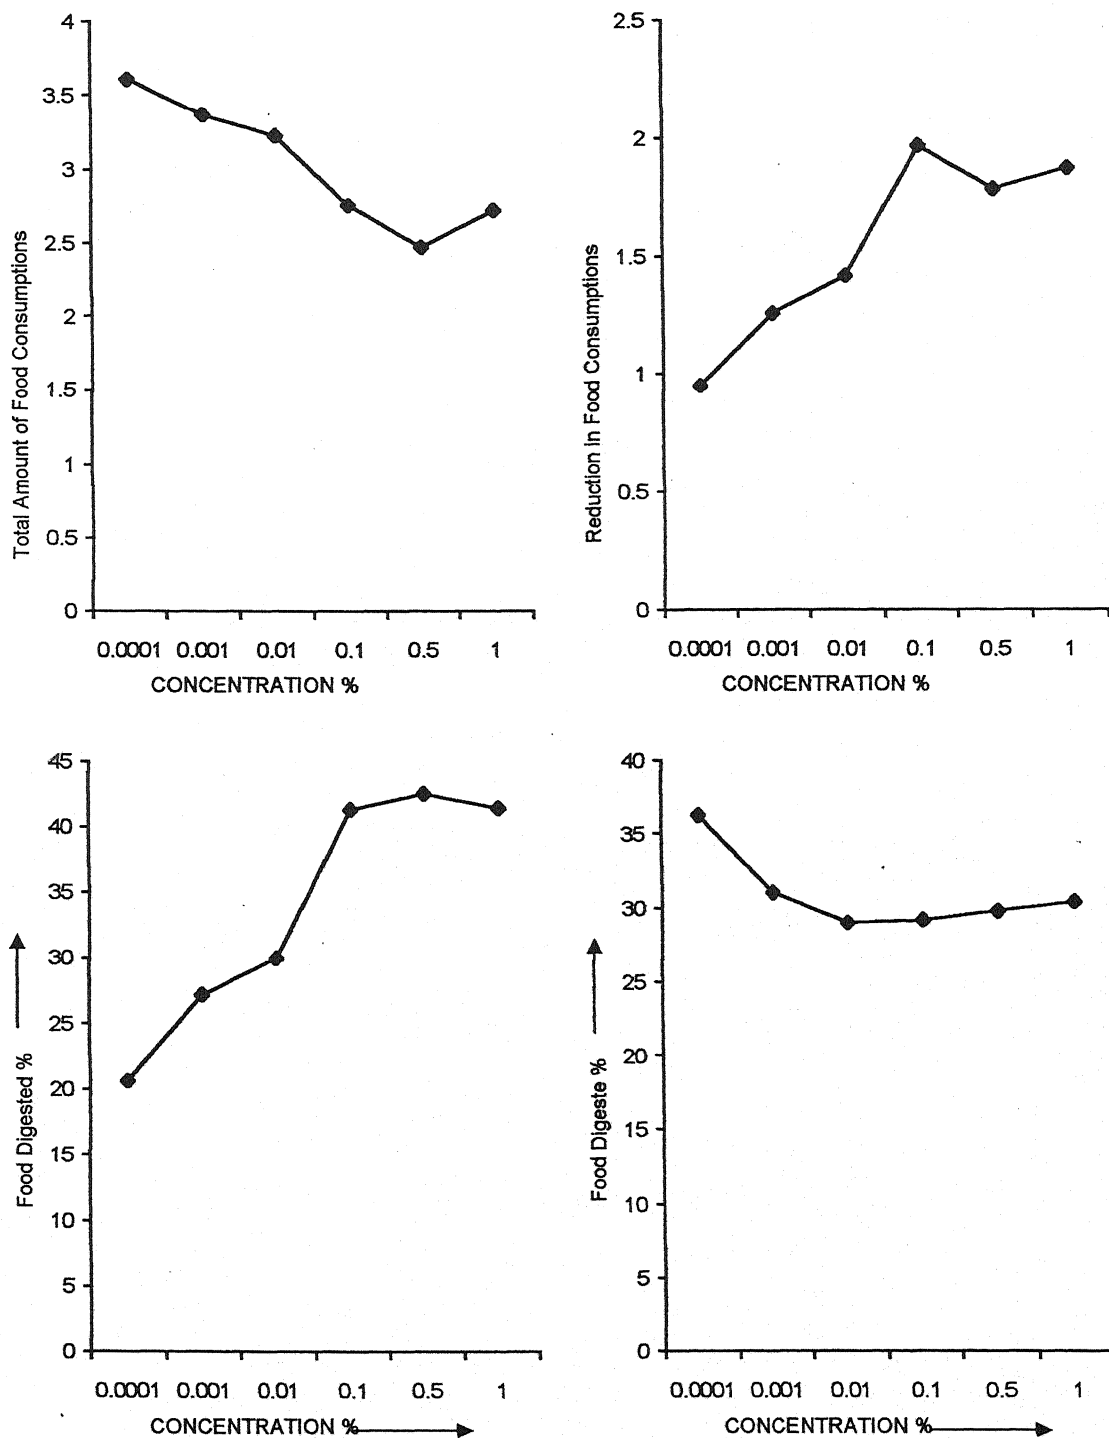 4
3.5
3
2.5
2
1.5
1
0.5
0
Total Amount of Food Consumptions
0.0001 0.001 0.01 0.1 0.5 1
CONCENTRATION %
2.5
2
1.5
1
0.5
0
Reduction in Food Consumptions
0.0001 0.001 0.01 0.1 0.5 1
CONCENTRATION %
45
40
35
30
25
20
15
10
5
0
Food Digested %
0.0001 0.001 0.01 0.1 0.5 1
CONCENTRATION %
40
35
30
25
20
15
10
5
0
Food Digeste %
0.0001 0.001 0.01 0.1 0.5 1
CONCENTRATION %